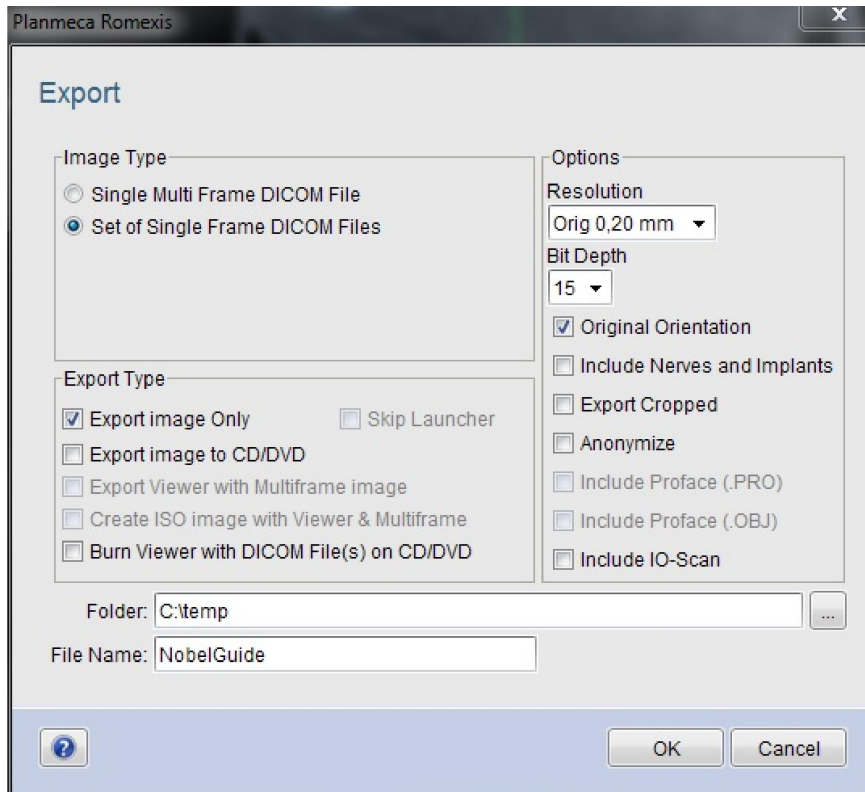 Planmeca Romexis
x
Export
Image Type
Single Multi Frame DICOM File
Set of Single Frame DICOM Files
Export Type
Export image Only
Skip Launcher
Export image to CD/DVD
Export Viewer with Multiframe image
Create ISO image with Viewer & Multiframe
Burn Viewer with DICOM File(s) on CD/DVD
Options
Resolution
Orig 0,20 mm
Bit Depth
15
Original Orientation
Include Nerves and Implants
Export Cropped
Anonymize
Include Proface (.PRO)
Include Proface (.OBJ)
Include IO-Scan
Folder: C:\temp ...
File Name: NobelGuide
? OK Cancel